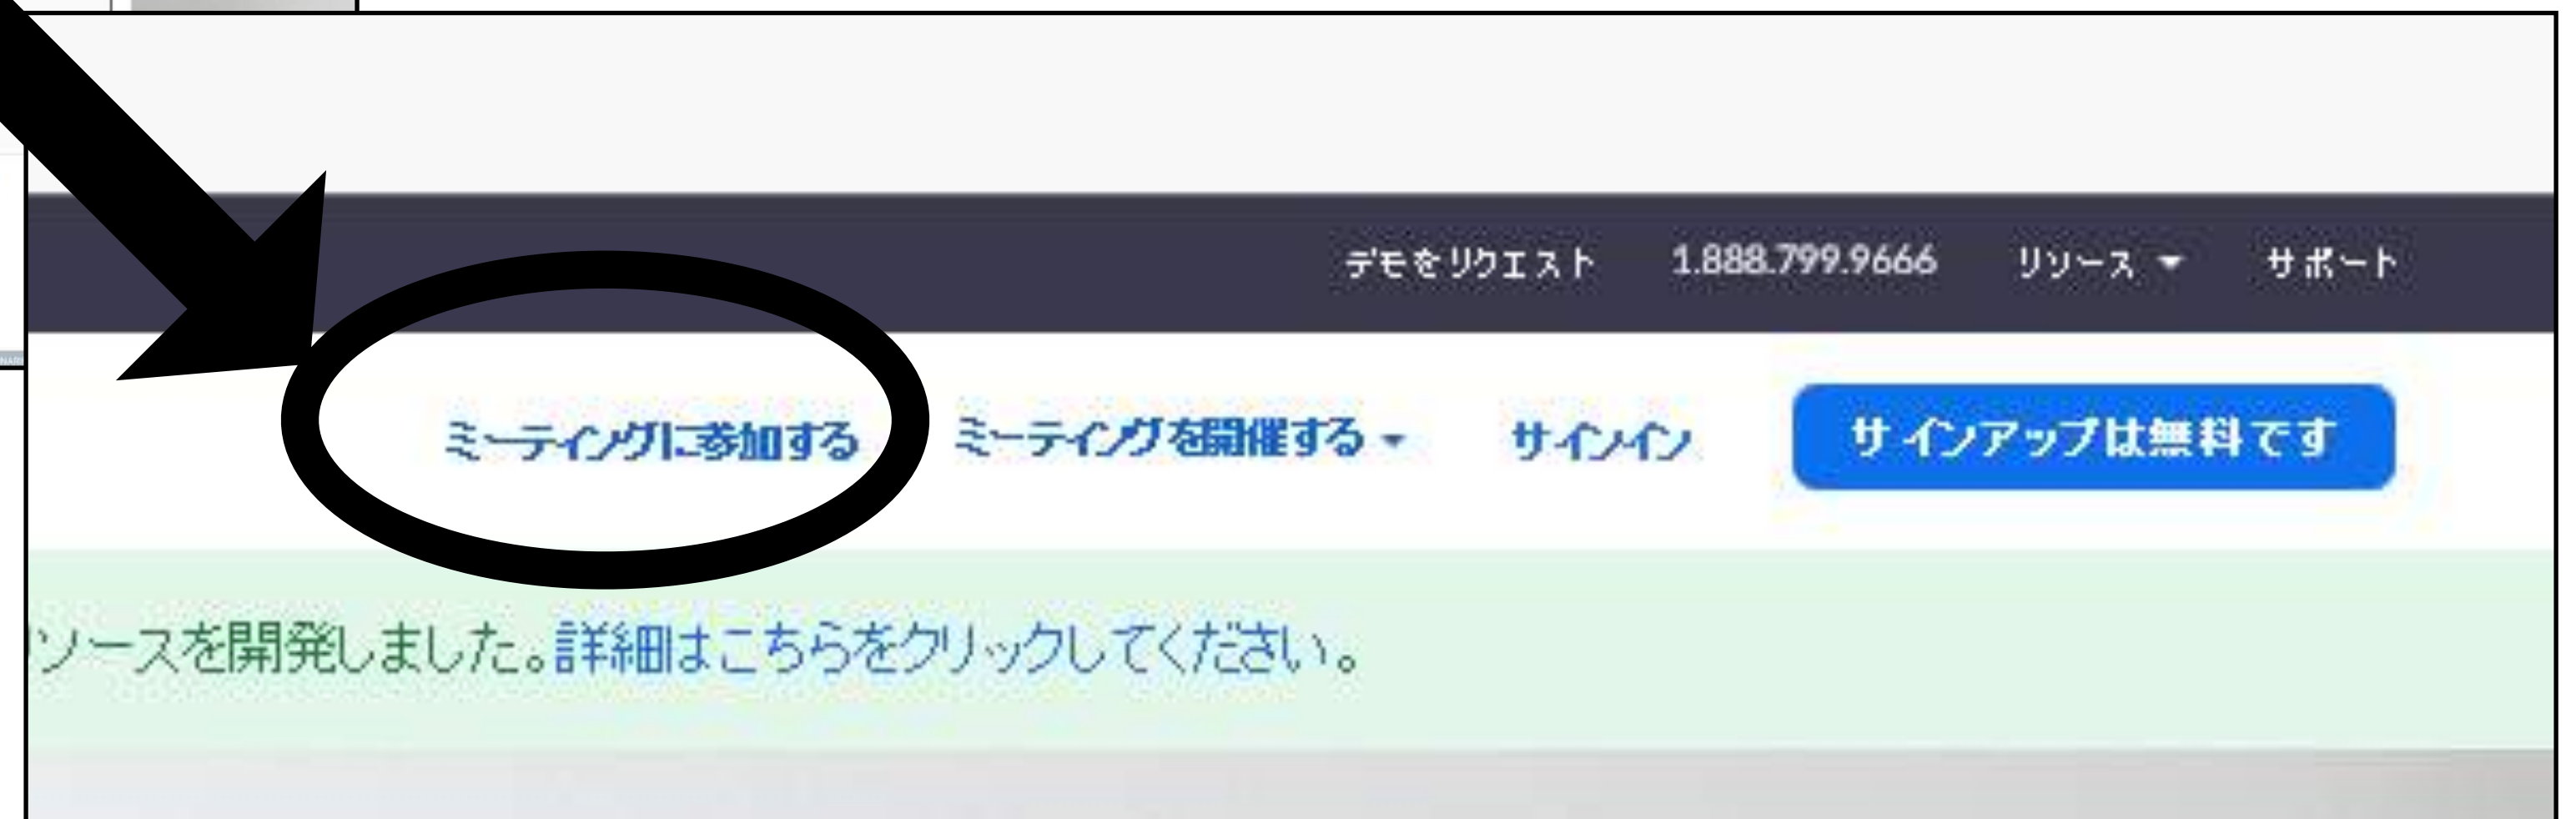 デモをリクエスト 1.888.799.9666 リソース サポート
ミーティングに参加する ミーティングを開催する サインイン サインアップは無料です
ソースを開発しました。詳細はこちらをクリックしてください。